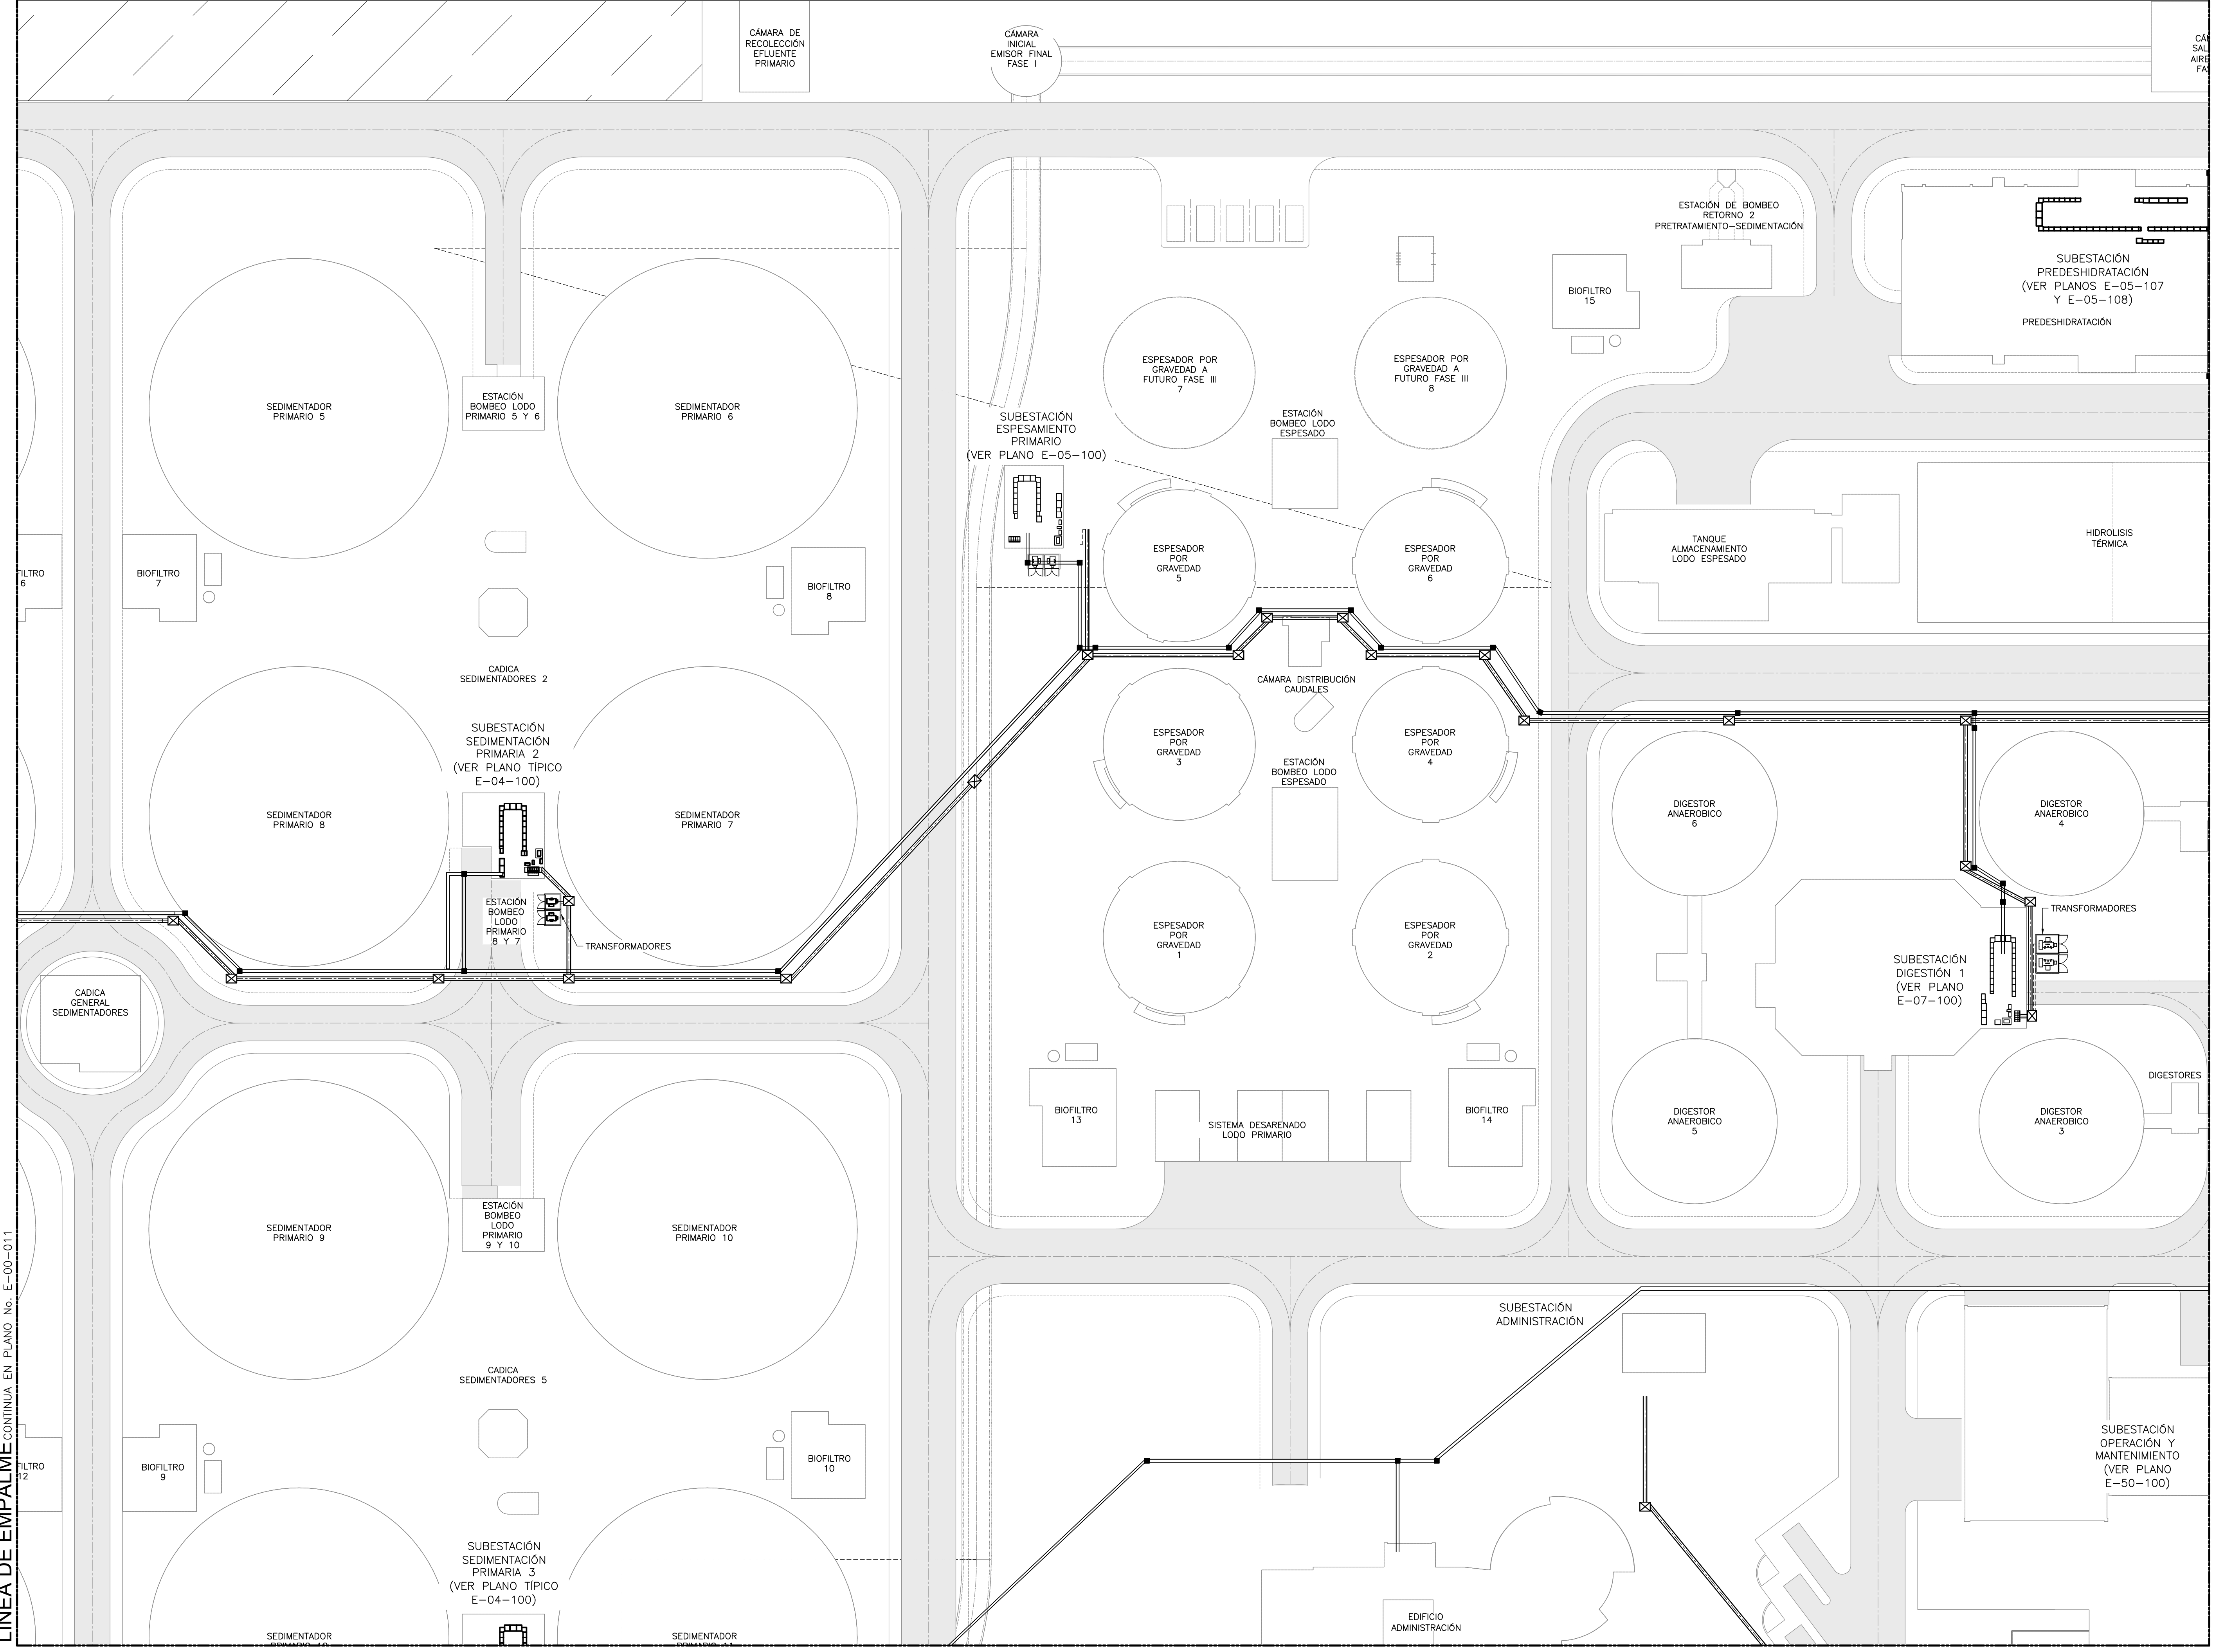 CÁMARA DE
RECOLECCIÓN
EFLUENTE
PRIMARIO
CÁMARA
INICIAL
EMISOR FINAL
FASE I
ESTACIÓN DE BOMBEO
RETORNO 2
PRETRATAMIENTO-SEDIMENTACIÓN
SUBESTACIÓN
PREDESHIDRATACIÓN
(VER PLANOS E-05-107
Y E-05-108)
PREDESHIDRATACIÓN
BIOFILTRO
15
SEDIMENTADOR
PRIMARIO 5
ESTACIÓN
BOMBEO LODO
PRIMARIO 5 Y 6
SEDIMENTADOR
PRIMARIO 6
ESPESADOR POR
GRAVEDAD A
FUTURO FASE III
7
ESPESADOR POR
GRAVEDAD A
FUTURO FASE III
8
SUBESTACIÓN
ESPESAMIENTO
PRIMARIO
(VER PLANO E-05-100)
ESTACIÓN
BOMBEO LODO
ESPESADO
6
BIOFILTRO
7
BIOFILTRO
8
ESPESADOR
POR
GRAVEDAD
5
ESPESADOR
POR
GRAVEDAD
6
TANQUE
ALMACENAMIENTO
LODO ESPESADO
HIDROLISIS
TÉRMICA
CADICA
SEDIMENTADORES 2
CÁMARA DISTRIBUCIÓN
CAUDALES
SUBESTACIÓN
SEDIMENTACIÓN
PRIMARIA 2
(VER PLANO TÍPICO
E-04-100)
ESPESADOR
POR
GRAVEDAD
3
ESPESADOR
POR
GRAVEDAD
4
ESTACIÓN
BOMBEO LODO
ESPESADO
SEDIMENTADOR
PRIMARIO 8
SEDIMENTADOR
PRIMARIO 7
DIGESTOR
ANAEROBICO
6
DIGESTOR
ANAEROBICO
4
ESTACIÓN
BOMBEO
LODO
PRIMARIO
8 Y 7
TRANSFORMADORES
ESPESADOR
POR
GRAVEDAD
1
ESPESADOR
POR
GRAVEDAD
2
TRANSFORMADORES
SUBESTACIÓN
DIGESTIÓN 1
(VER PLANO
E-07-100)
CADICA
GENERAL
SEDIMENTADORES
DIGESTORES
BIOFILTRO
13
SISTEMA DESARENADO
LODO PRIMARIO
BIOFILTRO
14
DIGESTOR
ANAEROBICO
5
DIGESTOR
ANAEROBICO
3
SEDIMENTADOR
PRIMARIO 9
ESTACIÓN
BOMBEO
LODO
PRIMARIO
9 Y 10
SEDIMENTADOR
PRIMARIO 10
SUBESTACIÓN
ADMINISTRACIÓN
CADICA
SEDIMENTADORES 5
SUBESTACIÓN
OPERACIÓN Y
MANTENIMIENTO
(VER PLANO
E-50-100)
12
BIOFILTRO
9
BIOFILTRO
10
SUBESTACIÓN
SEDIMENTACIÓN
PRIMARIA 3
(VER PLANO TÍPICO
E-04-100)
SEDIMENTADOR
SEDIMENTADOR
EDIFICIO
ADMINISTRACIÓN
LÍNEA DE EMPALME CONTINUA EN PLANO No. E-00-011